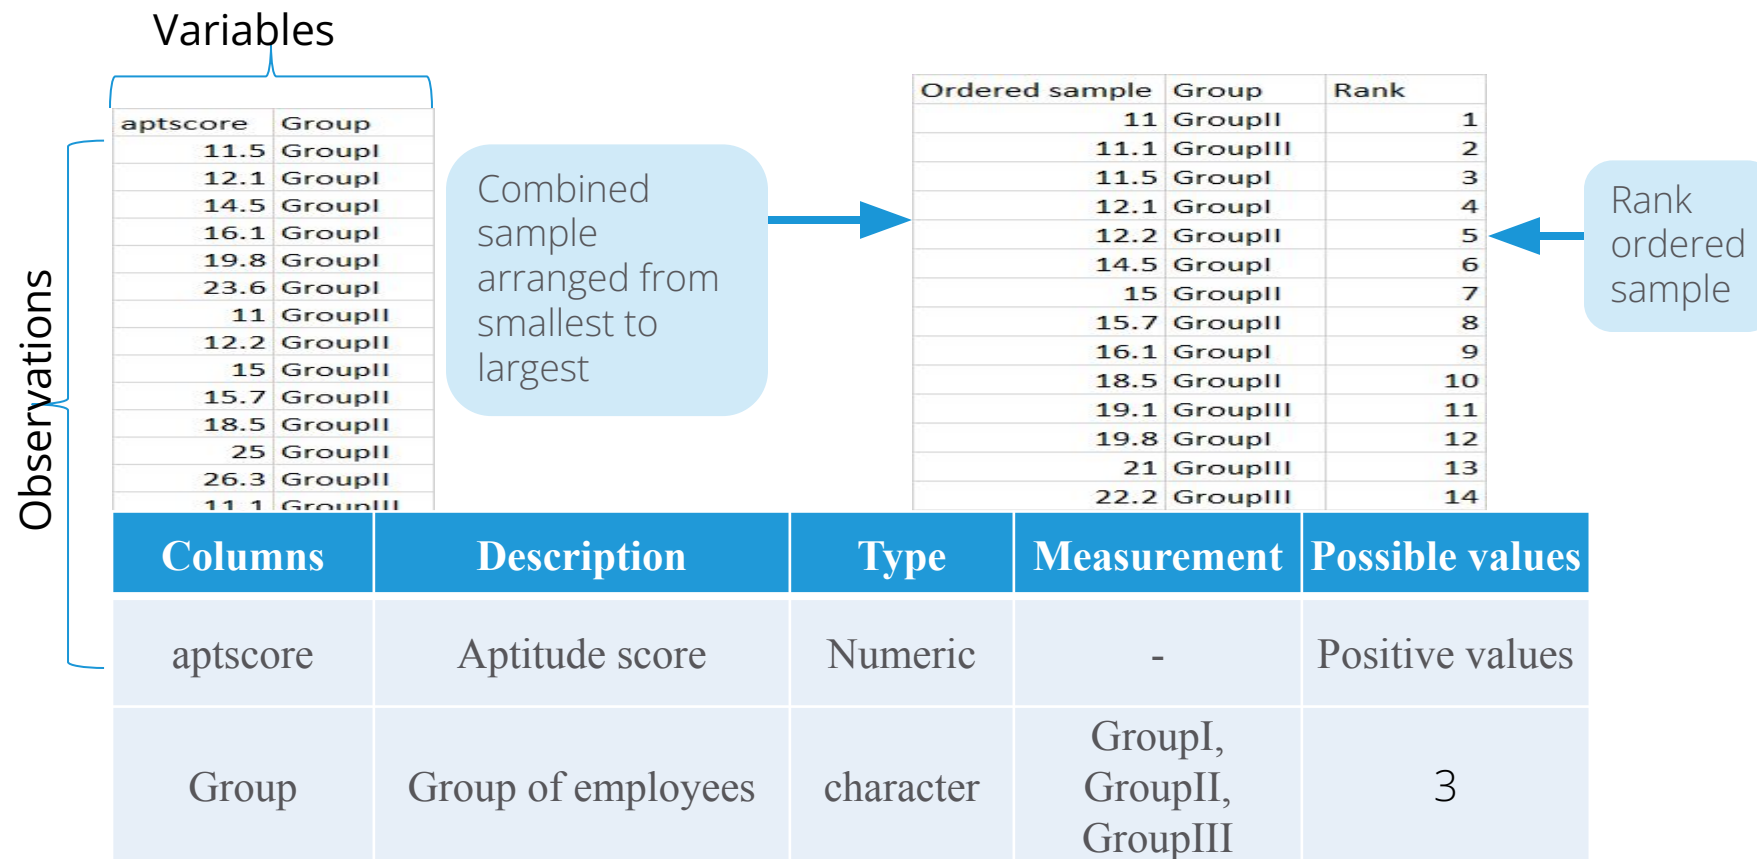 Variables
Observations
aptscore Group
11.5 GroupI
12.1 GroupI
14.5 GroupI
16.1 GroupI
19.8 GroupI
23.6 GroupI
11 GroupII
12.2 GroupII
15 GroupII
15.7 GroupII
18.5 GroupII
25 GroupII
26.3 GroupII
11.1 GroupIII
Combined
sample
arranged from
smallest to
largest
Ordered sample Group Rank
11 GroupII 1
11.1 GroupIII 2
11.5 GroupI 3
12.1 GroupI 4
12.2 GroupII 5
14.5 GroupI 6
15 GroupII 7
15.7 GroupII 8
16.1 GroupI 9
18.5 GroupII 10
19.1 GroupIII 11
19.8 GroupI 12
21 GroupIII 13
22.2 GroupIII 14
Rank
ordered
sample
Columns Description Type Measurement Possible values
aptscore Aptitude score Numeric - Positive values
Group Group of employees character GroupI,
GroupII,
GroupIII
3